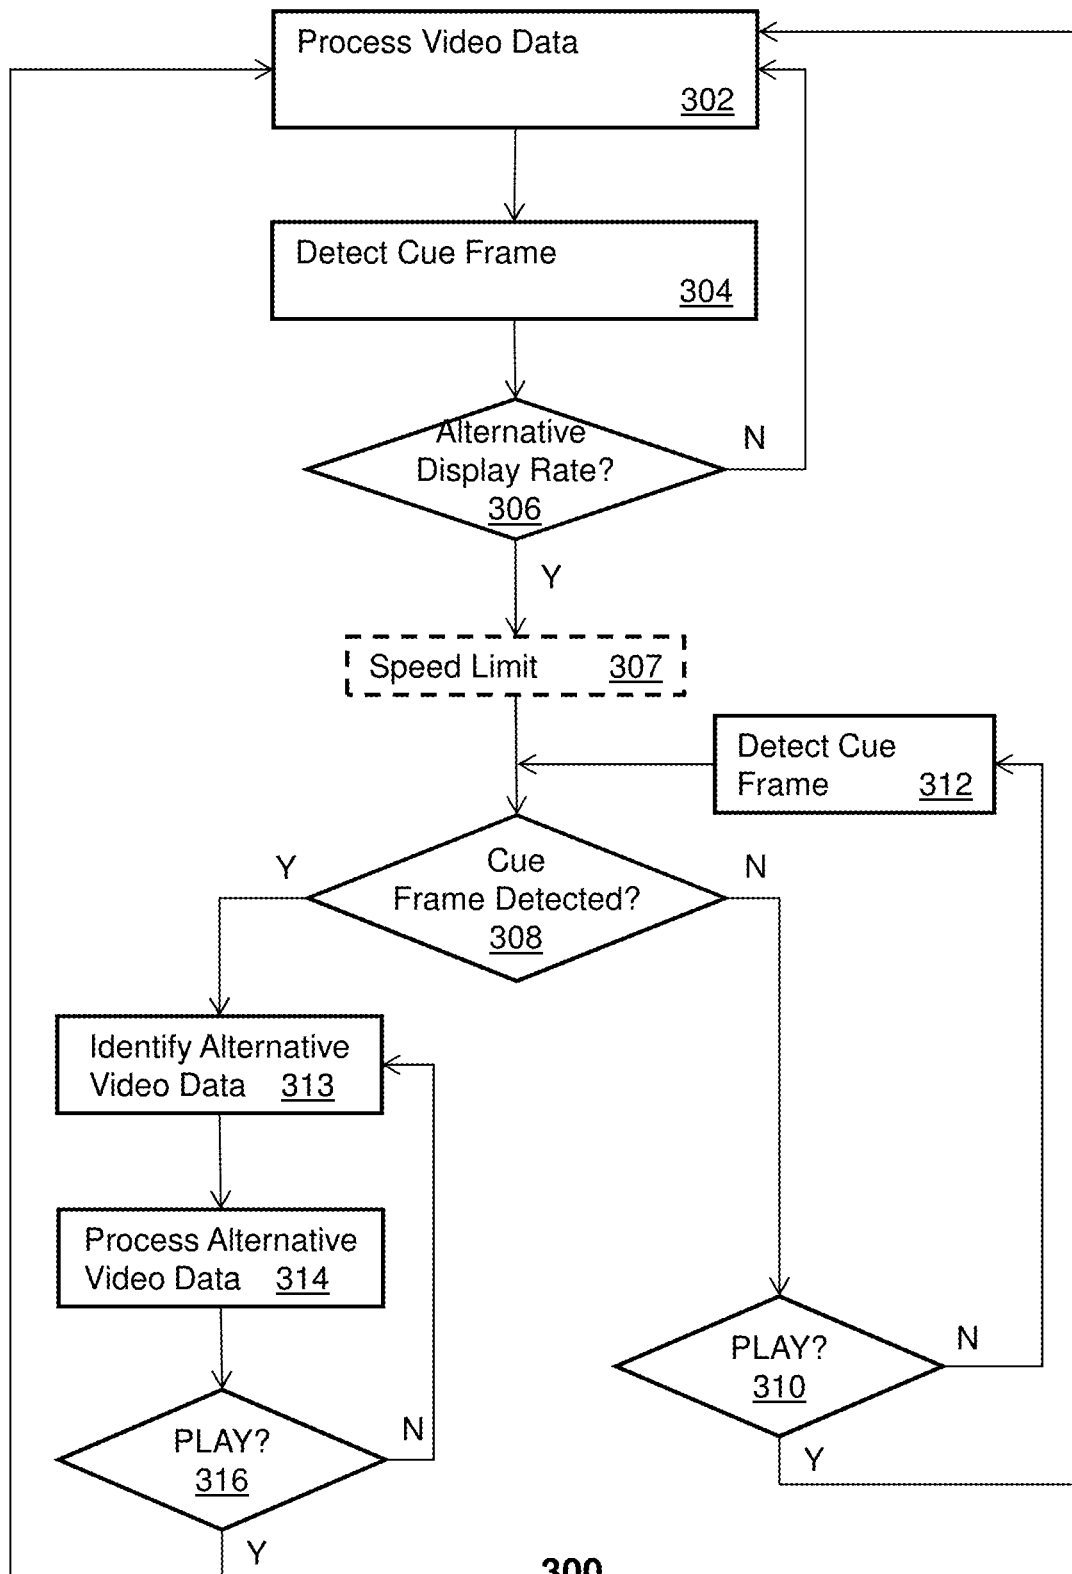 Process Video Data
302
Detect Cue Frame
304
Alternative
Display Rate?
306
N
Y
Speed Limit 307
Detect Cue
Frame 312
Cue
Frame Detected?
308
Y
N
Identify Alternative
Video Data 313
Process Alternative
Video Data 314
PLAY?
310
N
Y
PLAY?
316
N
Y
300